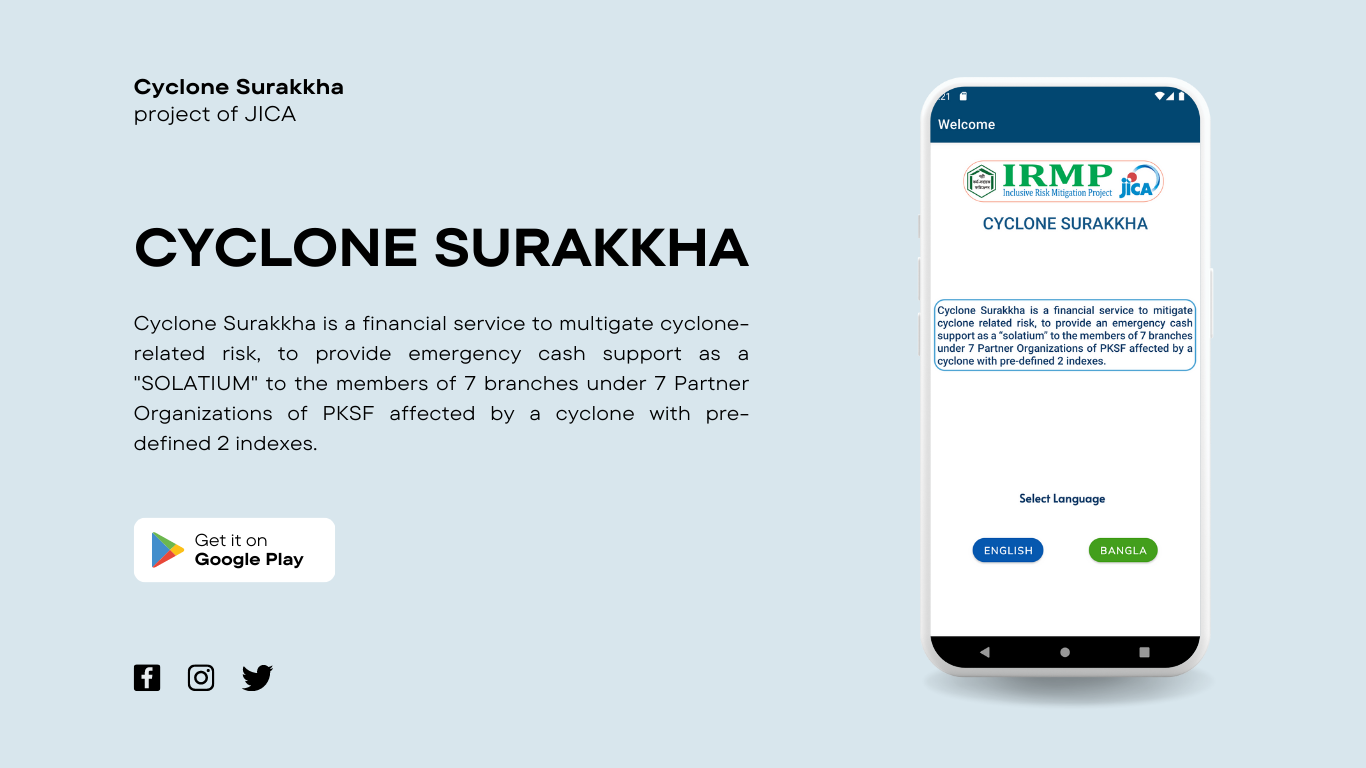 Cyclone Surakkha
project of JICA
CYCLONE SURAKKHA
Cyclone Surakkha is a financial service to multigate cyclone-
related risk, to provide emergency cash support as a
"SOLATIUM" to the members of 7 branches under 7 Partner
Organizations of PKSF affected by a cyclone with pre-
defined 2 indexes.
Get it on
Google Play
21
Welcome
IRMP
Inclusive Risk Mitigation Project
jICA
CYCLONE SURAKKHA
Cyclone Surakkha is a financial service to mitigate
cyclone related risk, to provide an emergency cash
support as a “solatium” to the members of 7 branches
under 7 Partner Organizations of PKSF affected by a
cyclone with pre-defined 2 indexes.
Select Language
ENGLISH
BANGLA